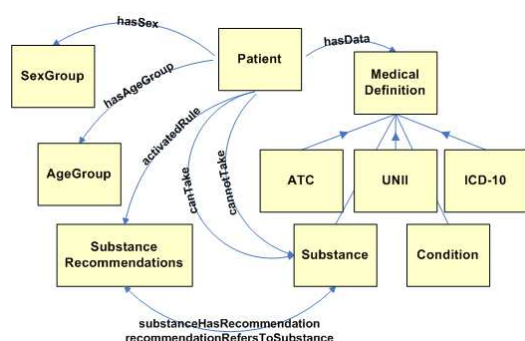 hasSex
Patient
hasData
SexGroup
Medical
Definition
hasAgeGroup
activatedRule
AgeGroup
canTake
cannotTake
ATC
UNII
ICD-10
Substance
Recommendations
Substance
Condition
substanceHasRecommendation
recommendationRefersToSubstance